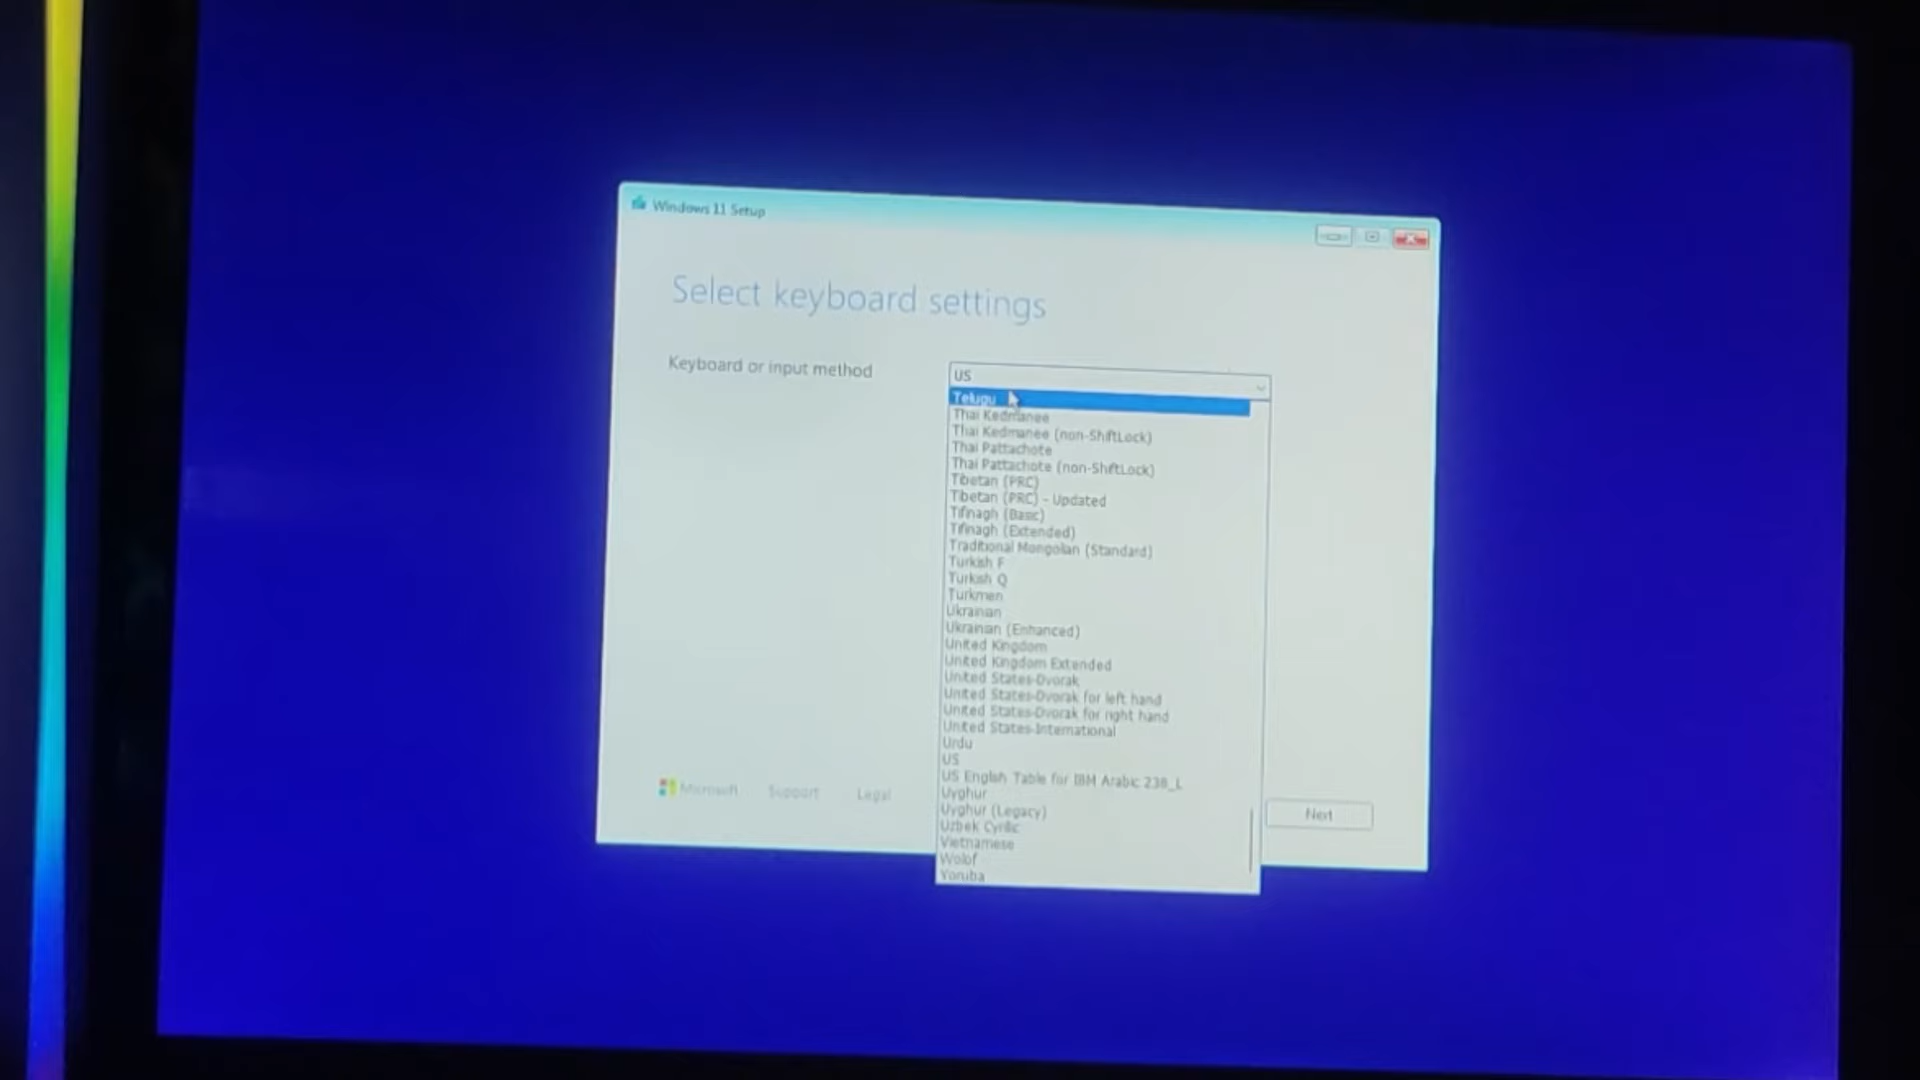 Windows 11 Setup
Select keyboard settings
Keyboard or input method
US
Telugu
Thai Kedmanee
Thai Kedmanee (non-ShiftLock)
Thai Pattachote
Thai Pattachote (non-ShiftLock)
Tibetan (PRC)
Tibetan (PRC) - Updated
Tifinagh (Basic)
Tifinagh (Extended)
Traditional Mongolian (Standard)
Turkish F
Turkish Q
Turkmen
Ukrainian
Ukrainian (Enhanced)
United Kingdom
United Kingdom Extended
United States-Dvorak
United States-Dvorak for left hand
United States-Dvorak for right hand
United States-International
Urdu
US
US English Table for IBM Arabic 238_L
Uyghur
Uyghur (Legacy)
Uzbek Cyrillic
Vietnamese
Wolof
Yoruba
Microsoft Support Legal
Next